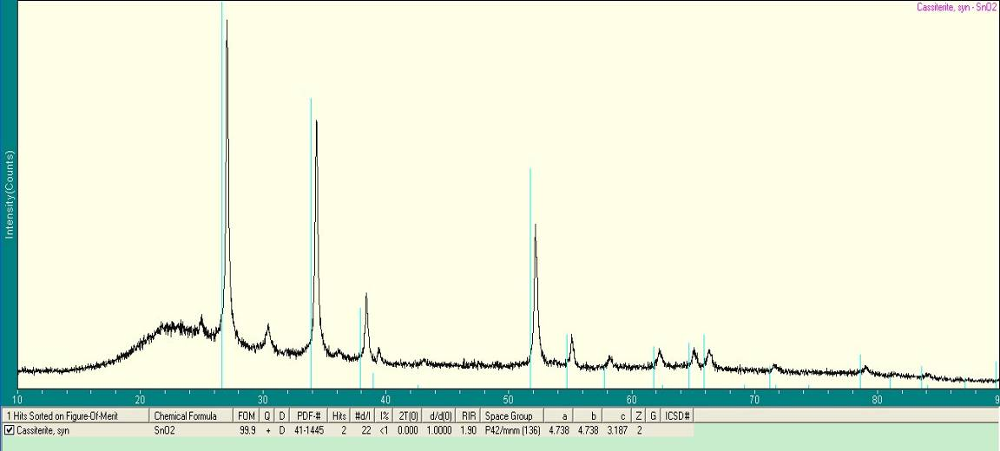 Cassiterite, syn - SnO2
Intensity(Counts)
10 20 30 40 50 60 70 80 9
1 Hits Sorted on Figure-Of-Merit Chemical Formula FOM Q D PDF-# Hits #d/I I% 2T(0) d/d(0) RIR Space Group a b c Z G ICSD#
Cassiterite, syn SnO2 99.9 + D 41-1445 2 22 <1 0.000 1.0000 1.90 P42/mnm (136) 4.738 4.738 3.187 2